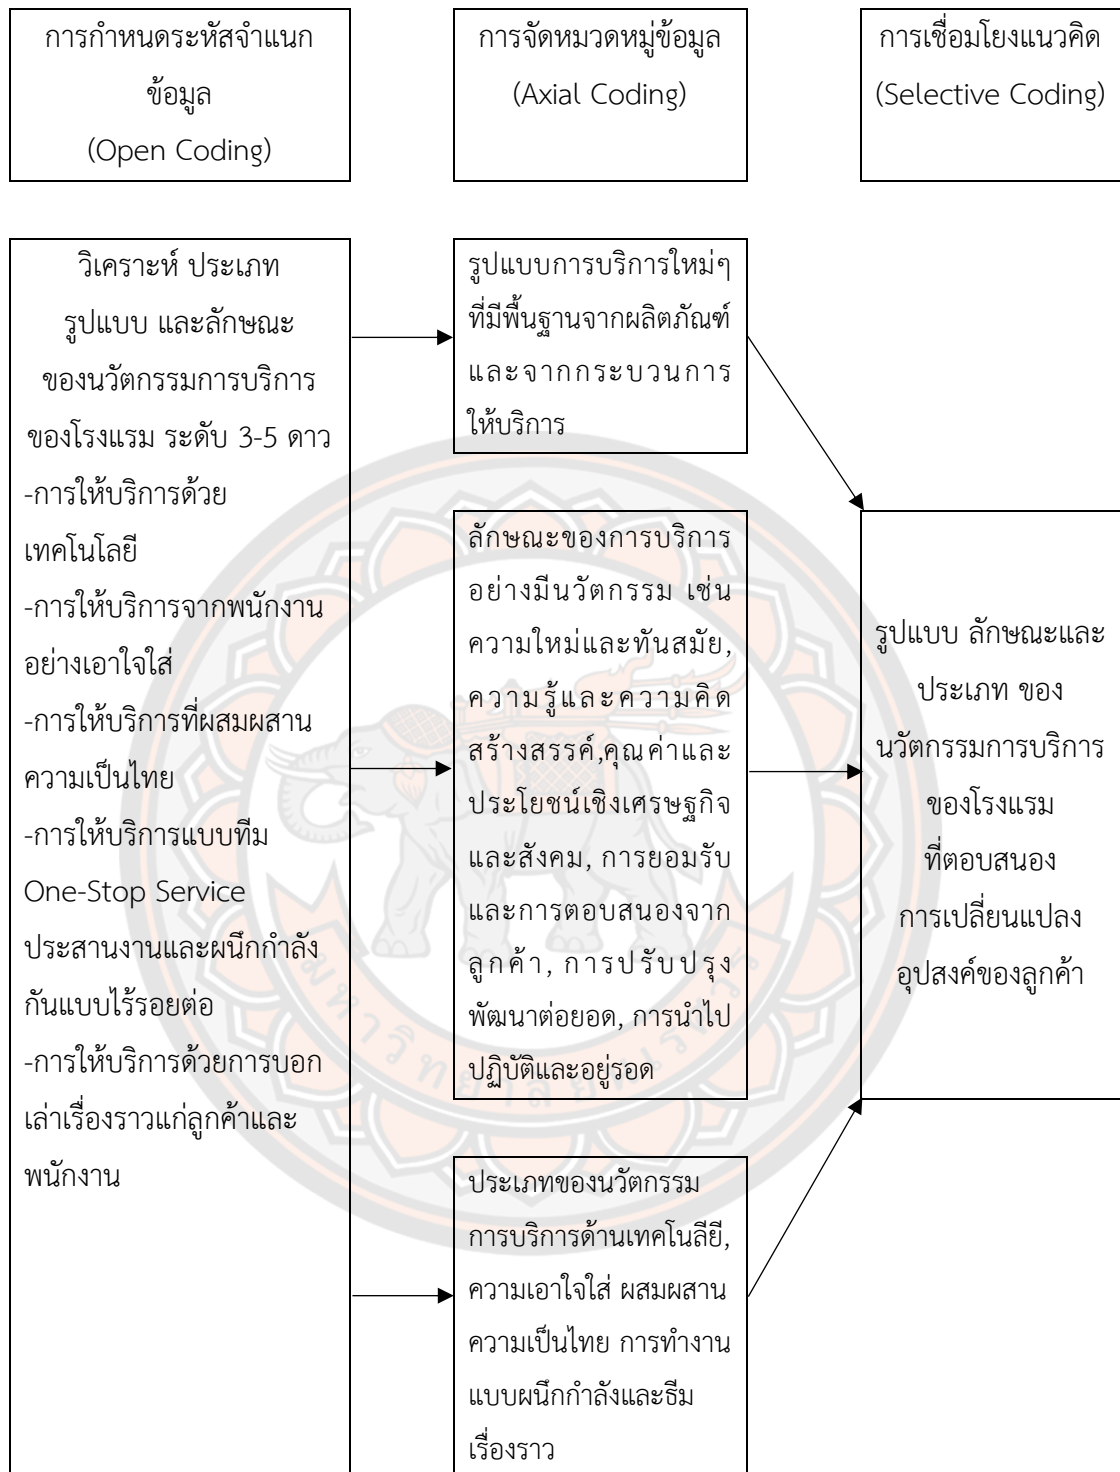 การกำหนดระหัสจำแนก
ข้อมูล
(Open Coding)
การจัดหมวดหมู่ข้อมูล
(Axial Coding)
การเชื่อมโยงแนวคิด
(Selective Coding)
วิเคราะห์ ประเภท
รูปแบบ และลักษณะ
ของนวัตกรรมการบริการ
ของโรงแรม ระดับ 3-5 ดาว
-การให้บริการด้วย
เทคโนโลยี
-การให้บริการจากพนักงาน
อย่างเอาใจใส่
-การให้บริการที่ผสมผสาน
ความเป็นไทย
-การให้บริการแบบทีม
One-Stop Service
ประสานงานและผนึกกำลัง
กันแบบไร้รอยต่อ
-การให้บริการด้วยการบอก
เล่าเรื่องราวแก่ลูกค้าและ
พนักงาน
รูปแบบการบริการใหม่ๆ
ที่มีพื้นฐานจากผลิตภัณฑ์
และจากกระบวนการ
ให้บริการ
ลักษณะของการบริการ
อย่างมีนวัตกรรม เช่น
ความใหม่และทันสมัย,
ความรู้และความคิด
สร้างสรรค์,คุณค่าและ
ประโยชน์เชิงเศรษฐกิจ
และสังคม, การยอมรับ
และการตอบสนองจาก
ลูกค้า, การปรับปรุง
พัฒนาต่อยอด, การนำไป
ปฏิบัติและอยู่รอด
ประเภทของนวัตกรรม
การบริการด้านเทคโนลียี,
ความเอาใจใส่ ผสมผสาน
ความเป็นไทย การทำงาน
แบบผนึกกำลังและธีม
เรื่องราว
รูปแบบ ลักษณะและ
ประเภท ของ
นวัตกรรมการบริการ
ของโรงแรม
ที่ตอบสนอง
การเปลี่ยนแปลง
อุปสงค์ของลูกค้า
มหาวิทยาลัยนเรศวร